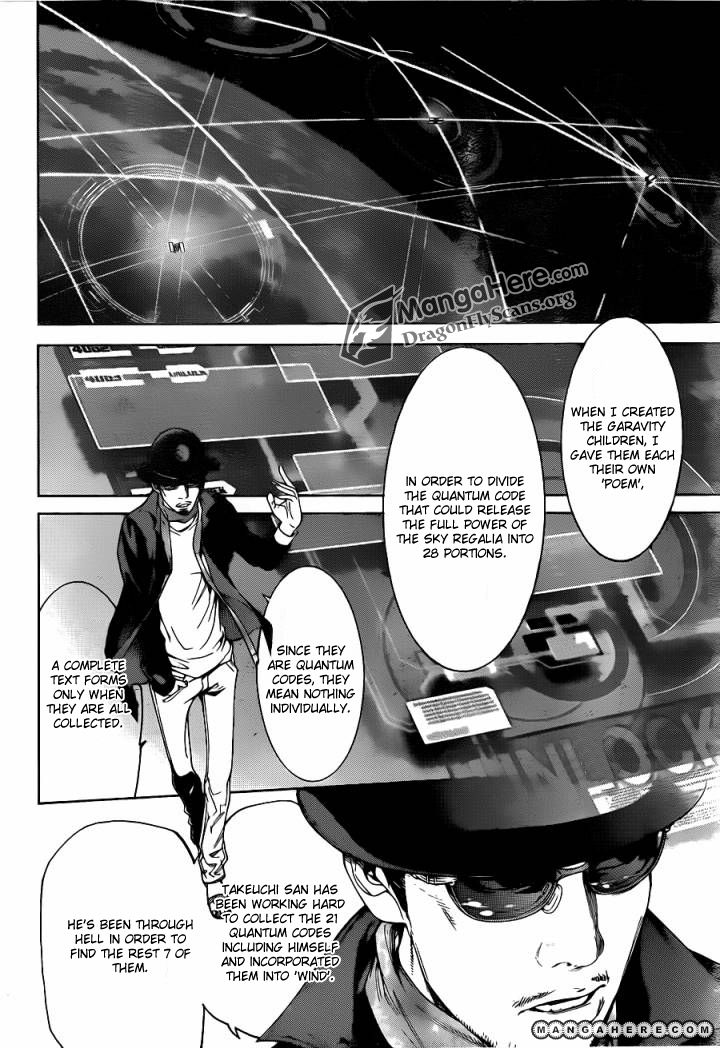 MangaHere.com
DragonFlyScans.org
WHEN I CREATED
THE GARAVITY
CHILDREN, I
GAVE THEM EACH
THEIR OWN
'POEM',
IN ORDER TO DIVIDE
THE QUANTUM CODE
THAT COULD RELEASE
THE FULL POWER OF
THE SKY REGALIA INTO
28 PORTIONS.
SINCE THEY
ARE QUANTUM
CODES, THEY
MEAN NOTHING
INDIVIDUALLY.
A COMPLETE
TEXT FORMS
ONLY WHEN
THEY ARE ALL
COLLECTED.
UNLOCK
TAKEUCHI SAN HAS
BEEN WORKING HARD
TO COLLECT THE 21
QUANTUM CODES
INCLUDING HIMSELF
AND INCORPORATED
THEM INTO 'WIND'.
HE'S BEEN THROUGH
HELL IN ORDER TO
FIND THE REST 7 OF
THEM.
MANGAHERE.COM